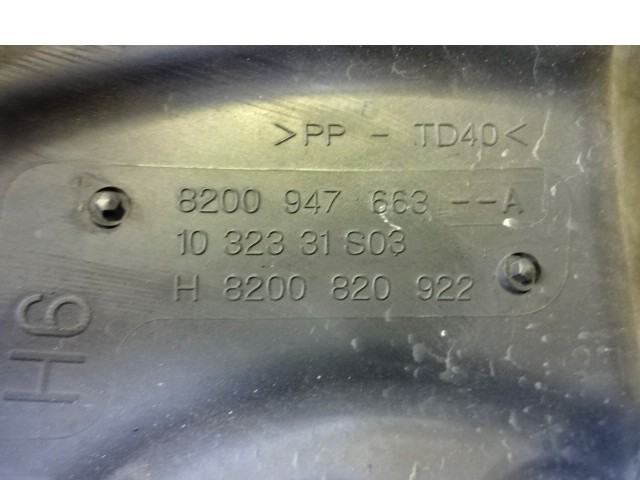 >PP - TD40<
8200 947 663 --A
10 323 31 S03
H 8200 820 922
H6